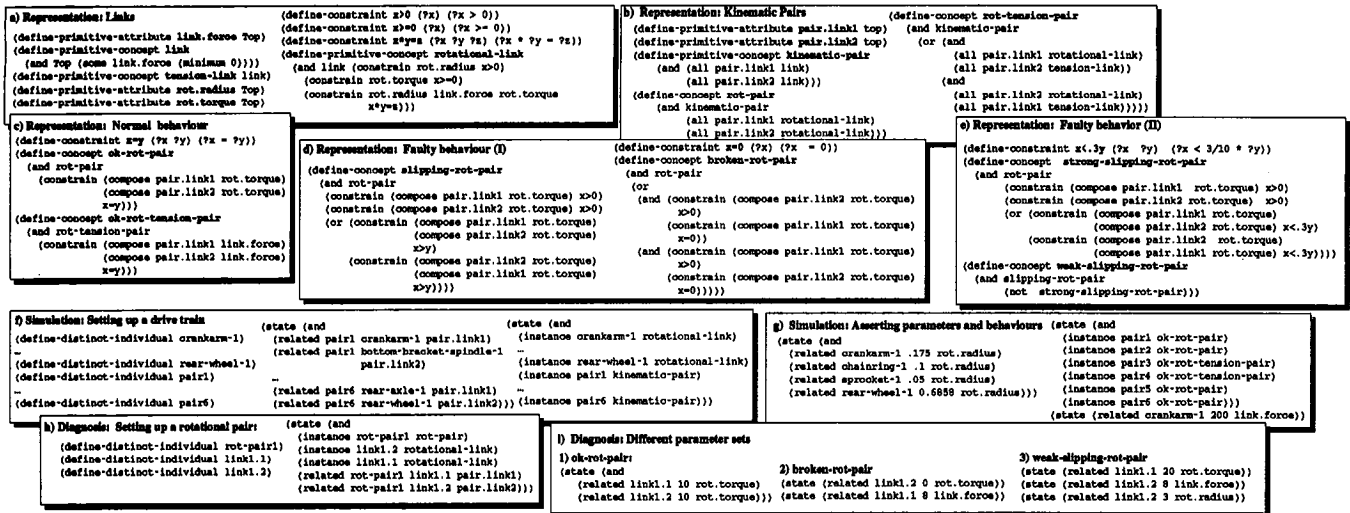 a) Representation: Links
(define-primitive-attribute link.force Top)
(define-primitive-concept link
(and Top (some link.force (minimum 0))))
(define-primitive-concept tension-link link)
(define-primitive-attribute rot.radius Top)
(define-primitive-attribute rot.torque Top)
(define-constraint x>0 (?x) (?x > 0))
(define-constraint x>=0 (?x) (?x >= 0))
(define-constraint x*y=z (?x ?y ?z) (?x * ?y = ?z))
(define-primitive-concept rotational-link
(and link (constrain rot.radius x>0)
(constrain rot.torque x>=0)
(constrain rot.radius link.force rot.torque
x*y=z)))
b) Representation: Kinematic Pairs
(define-primitive-attribute pair.link1 top)
(define-primitive-attribute pair.link2 top)
(define-primitive-concept kinematic-pair
(and (all pair.link1 link)
(all pair.link2 link)))
(define-concept rot-pair
(and kinematic-pair
(all pair.link1 rotational-link)
(all pair.link2 rotational-link)))
(define-concept rot-tension-pair
(and kinematic-pair
(or (and
(all pair.link1 rotational-link)
(all pair.link2 tension-link))
(and
(all pair.link2 rotational-link)
(all pair.link1 tension-link)))))
c) Representation: Normal behaviour
(define-constraint x=y (?x ?y) (?x = ?y))
(define-concept ok-rot-pair
(and rot-pair
(constrain (compose pair.link1 rot.torque)
(compose pair.link2 rot.torque)
x=y)))
(define-concept ok-rot-tension-pair
(and rot-tension-pair
(constrain (compose pair.link1 link.force)
(compose pair.link2 link.force)
x=y)))
d) Representation: Faulty behaviour (I)
(define-concept slipping-rot-pair
(and rot-pair
(constrain (compose pair.link1 rot.torque) x>0)
(constrain (compose pair.link2 rot.torque) x>0)
(or (constrain (compose pair.link1 rot.torque)
(compose pair.link2 rot.torque)
x>y)
(constrain (compose pair.link2 rot.torque)
(compose pair.link1 rot.torque)
x>y))))
(define-constraint x=0 (?x) (?x = 0))
(define-concept broken-rot-pair
(and rot-pair
(or
(and (constrain (compose pair.link2 rot.torque)
x>0)
(constrain (compose pair.link1 rot.torque)
x=0))
(and (constrain (compose pair.link1 rot.torque)
x>0)
(constrain (compose pair.link2 rot.torque)
x=0)))))
e) Representation: Faulty behavior (II)
(define-constraint x<.3y (?x ?y) (?x < 3/10 * ?y))
(define-concept strong-slipping-rot-pair
(and rot-pair
(constrain (compose pair.link1 rot.torque) x>0)
(constrain (compose pair.link2 rot.torque) x>0)
(or (constrain (compose pair.link1 rot.torque)
(compose pair.link2 rot.torque) x<.3y)
(constrain (compose pair.link2 rot.torque)
(compose pair.link1 rot.torque) x<.3y))))
(define-concept weak-slipping-rot-pair
(and slipping-rot-pair
(not strong-slipping-rot-pair)))
f) Simulation: Setting up a drive train
(define-distinct-individual crankarm-1)
…
(define-distinct-individual rear-wheel-1)
(define-distinct-individual pair1)
…
(define-distinct-individual pair6)
(state (and
(related pair1 crankarm-1 pair.link1)
(related pair1 bottom-bracket-spindle-1
pair.link2)
…
(related pair6 rear-axle-1 pair.link1)
(related pair6 rear-wheel-1 pair.link2)))
(state (and
(instance crankarm-1 rotational-link)
…
(instance rear-wheel-1 rotational-link)
(instance pair1 kinematic-pair)
…
(instance pair6 kinematic-pair)))
g) Simulation: Asserting parameters and behaviours
(state (and
(related crankarm-1 .175 rot.radius)
(related chainring-1 .1 rot.radius)
(related sprocket-1 .05 rot.radius)
(related rear-wheel-1 0.6858 rot.radius)))
(state (and
(instance pair1 ok-rot-pair)
(instance pair2 ok-rot-pair)
(instance pair3 ok-rot-tension-pair)
(instance pair4 ok-rot-tension-pair)
(instance pair5 ok-rot-pair)
(instance pair6 ok-rot-pair)))
(state (related crankarm-1 200 link.force))
h) Diagnosis: Setting up a rotational pair:
(define-distinct-individual rot-pair1)
(define-distinct-individual link1.1)
(define-distinct-individual link1.2)
(state (and
(instance rot-pair1 rot-pair)
(instance link1.2 rotational-link)
(instance link1.1 rotational-link)
(related rot-pair1 link1.1 pair.link1)
(related rot-pair1 link1.2 pair.link2)))
i) Diagnosis: Different parameter sets
1) ok-rot-pair:
(state (and
(related link1.1 10 rot.torque)
(related link1.2 10 rot.torque)))
2) broken-rot-pair
(state (related link1.2 0 rot.torque))
(state (related link1.1 8 link.force))
3) weak-slipping-rot-pair
(state (related link1.1 20 rot.torque))
(state (related link1.2 8 link.force))
(state (related link1.2 3 rot.radius))